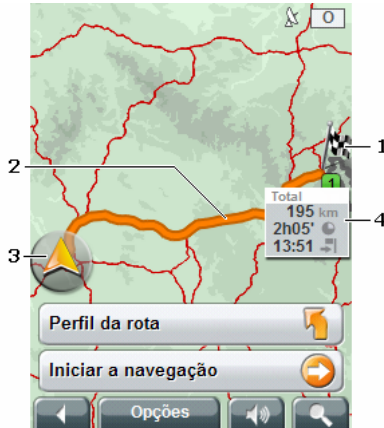 O
1
2
1
Total
195 km
2h05'
13:51
4
3
Perfil da rota
Iniciar a navegação
Opções